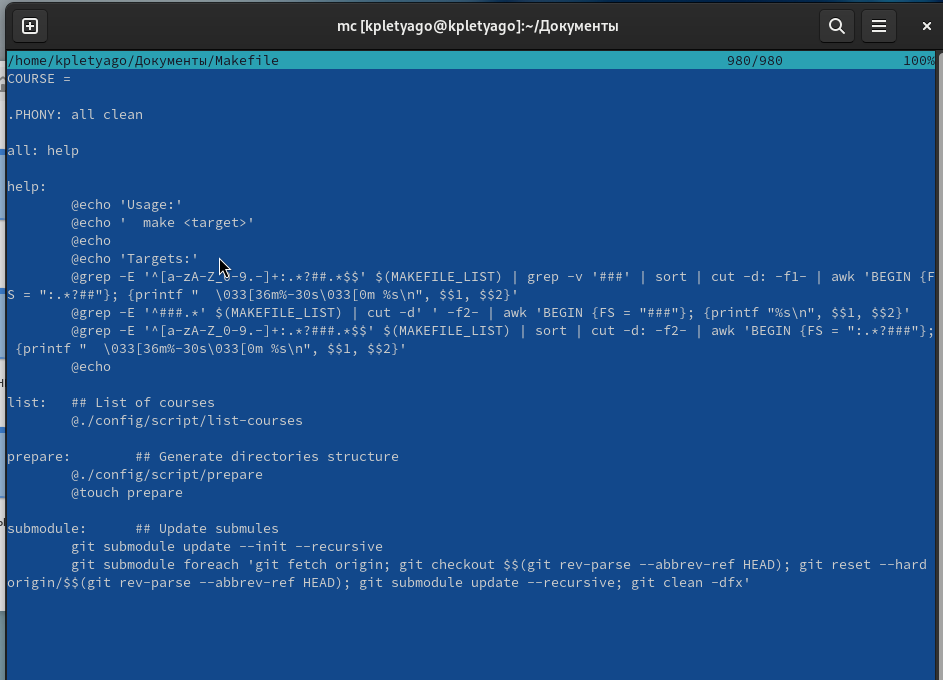 mc [kpletyago@kpletyago]:~/Документы
/home/kpletyago/Документы/Makefile 980/980 100%
COURSE =
.PHONY: all clean
all: help
help:
@echo 'Usage:'
@echo '  make <target>'
@echo
@echo 'Targets:'
@grep -E '^[a-zA-Z_0-9.-]+:.*?##.*$$' $(MAKEFILE_LIST) | grep -v '###' | sort | cut -d: -f1- | awk 'BEGIN {F
S = ":.*?##"}; {printf "  \033[36m%-30s\033[0m %s\n", $$1, $$2}'
@grep -E '^###.*' $(MAKEFILE_LIST) | cut -d' ' -f2- | awk 'BEGIN {FS = "###"}; {printf "%s\n", $$1, $$2}'
@grep -E '^[a-zA-Z_0-9.-]+:.*?###.*$$' $(MAKEFILE_LIST) | sort | cut -d: -f2- | awk 'BEGIN {FS = ":.*?###"};
{printf "  \033[36m%-30s\033[0m %s\n", $$1, $$2}'
@echo
list:   ## List of courses
@./config/script/list-courses
prepare:        ## Generate directories structure
@./config/script/prepare
@touch prepare
submodule:      ## Update submules
git submodule update --init --recursive
git submodule foreach 'git fetch origin; git checkout $$(git rev-parse --abbrev-ref HEAD); git reset --hard
origin/$$(git rev-parse --abbrev-ref HEAD); git submodule update --recursive; git clean -dfx'